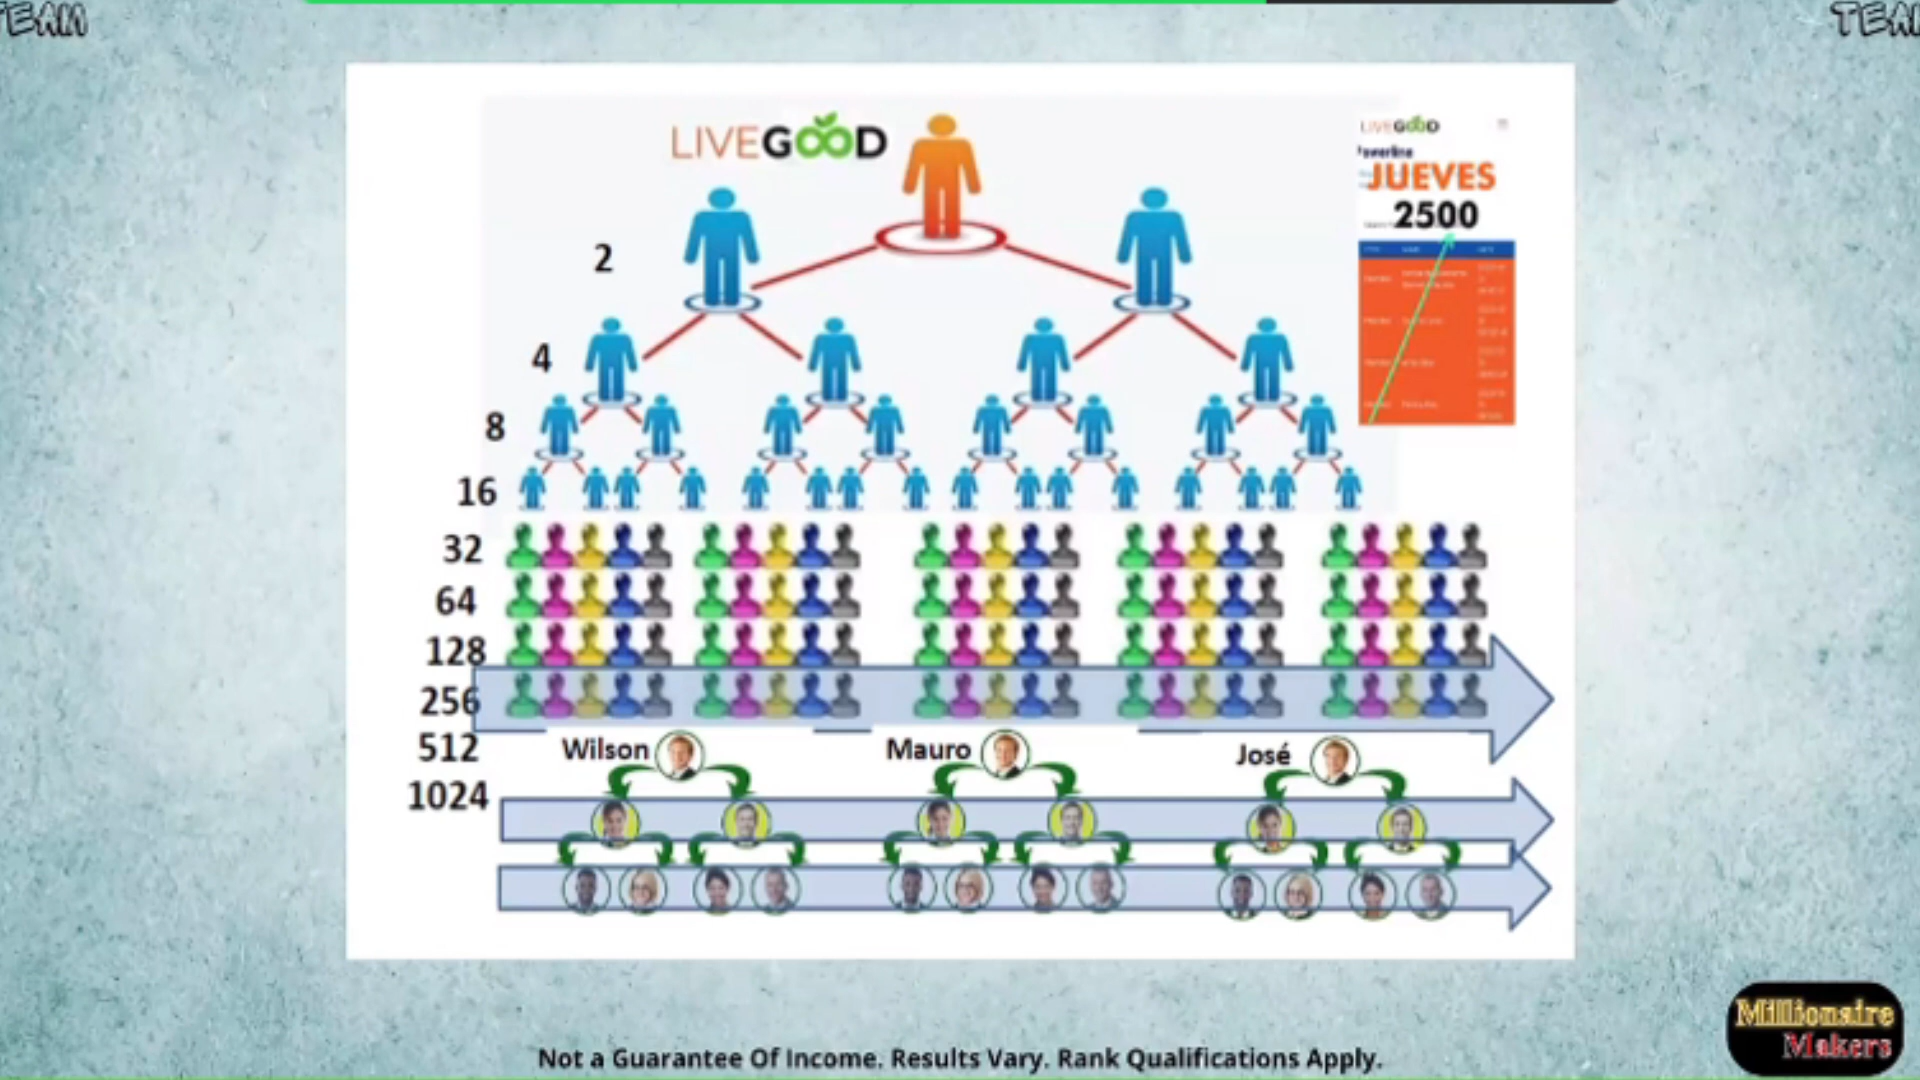 TEAM
TEAM
LIVEGOOD
LIVEGOOD
Powerline
JUEVES
2500
2
4
8
16
32
64
128
256
512
1024
Wilson
Mauro
José
Millionaire
Makers
Not a Guarantee Of Income. Results Vary. Rank Qualifications Apply.